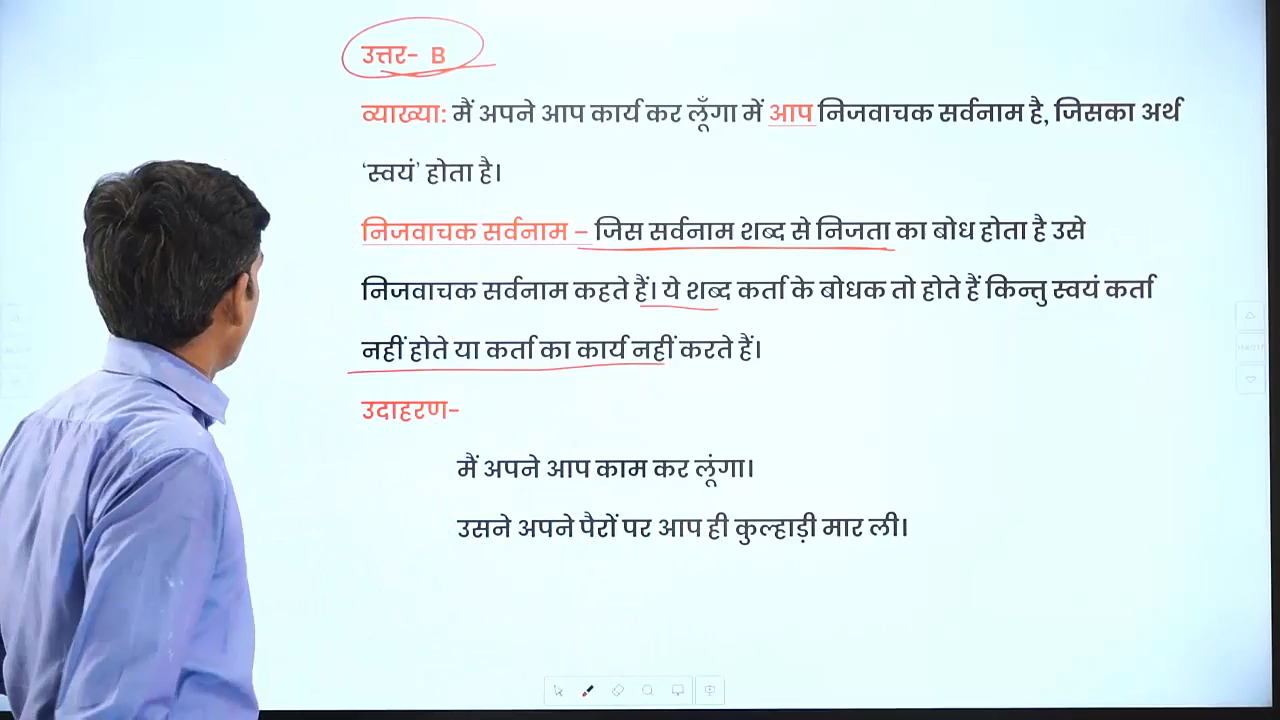 उत्तर- B
व्याख्या: मैं अपने आप कार्य कर लूँगा में आप निजवाचक सर्वनाम है, जिसका अर्थ
'स्वयं' होता है।
निजवाचक सर्वनाम – जिस सर्वनाम शब्द से निजता का बोध होता है उसे
निजवाचक सर्वनाम कहते हैं। ये शब्द कर्ता के बोधक तो होते हैं किन्तु स्वयं कर्ता
नहीं होते या कर्ता का कार्य नहीं करते हैं।
उदाहरण-
मैं अपने आप काम कर लूंगा।
उसने अपने पैरों पर आप ही कुल्हाड़ी मार ली।